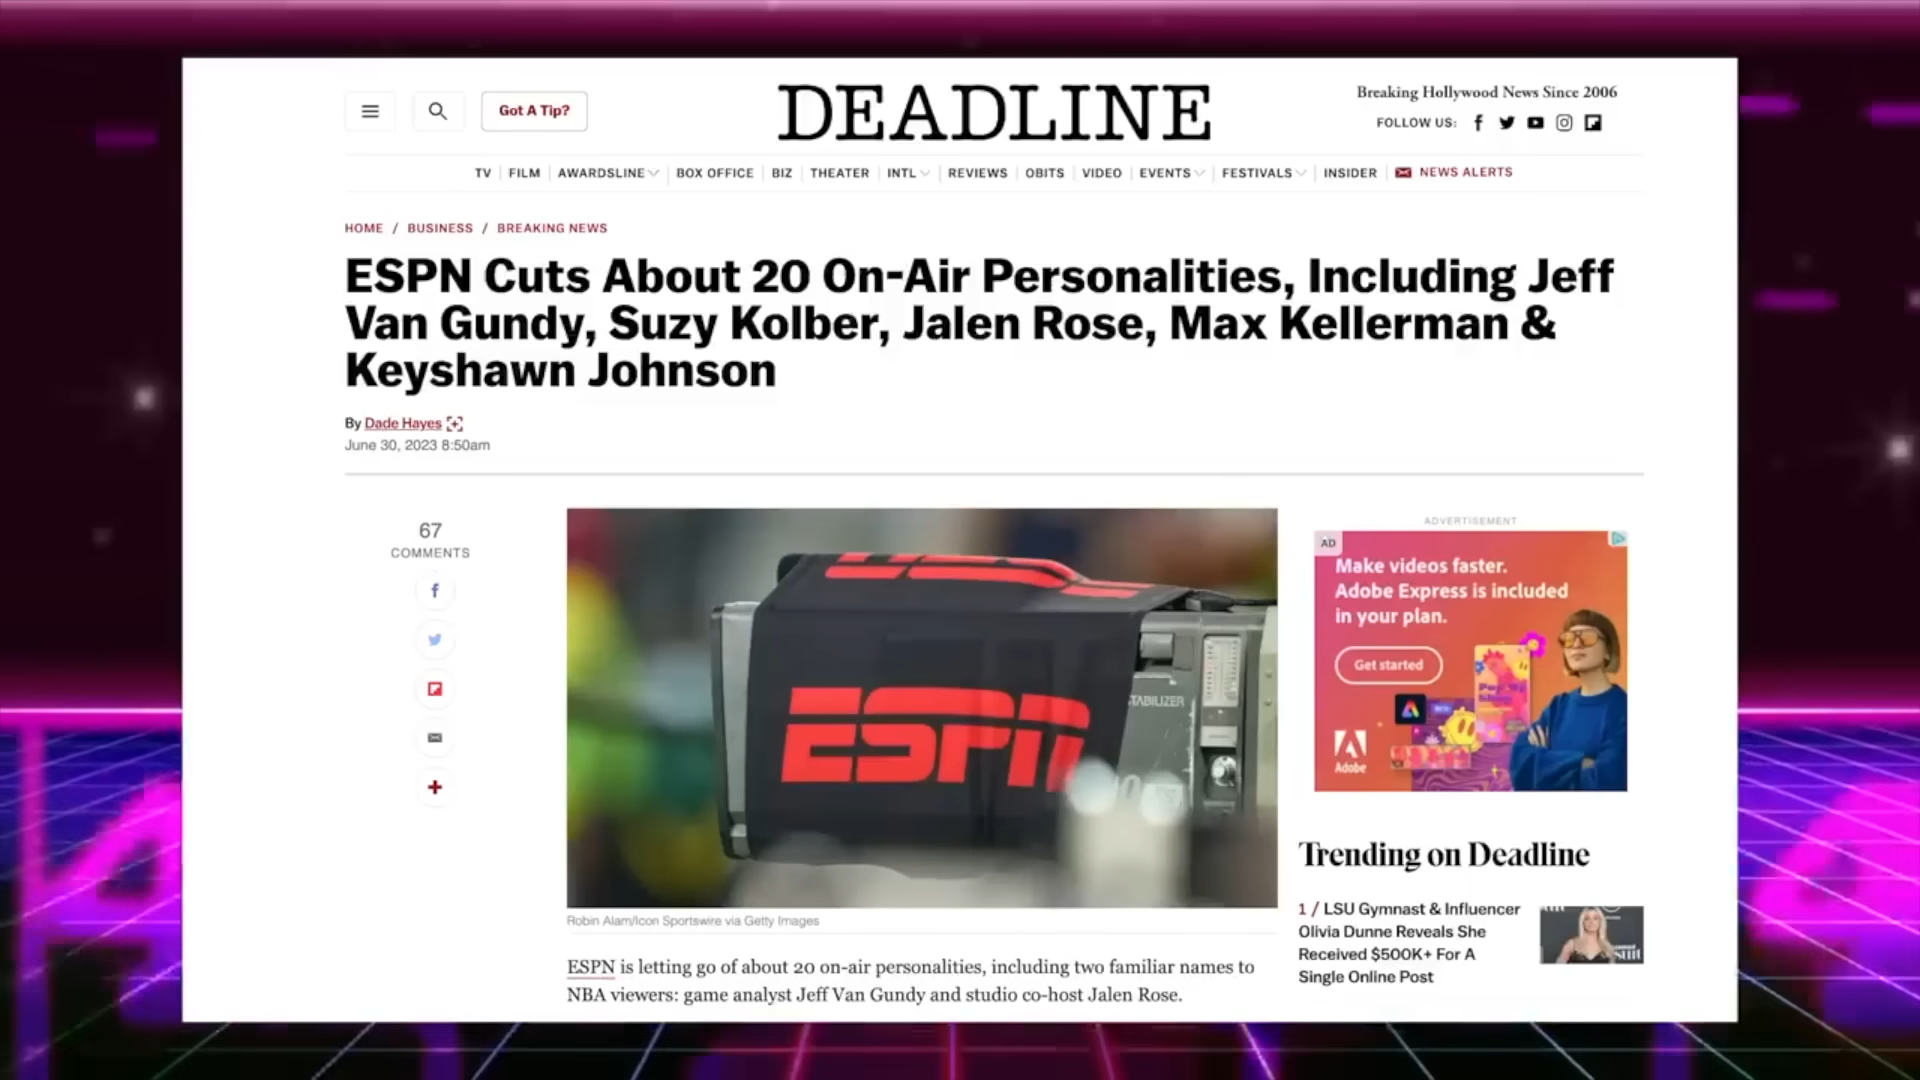 Got A Tip?
DEADLINE
Breaking Hollywood News Since 2006
FOLLOW US:
TV FILM AWARDSLINE BOX OFFICE BIZ THEATER INTL REVIEWS OBITS VIDEO EVENTS FESTIVALS INSIDER NEWS ALERTS
HOME / BUSINESS / BREAKING NEWS
ESPN Cuts About 20 On-Air Personalities, Including Jeff
Van Gundy, Suzy Kolber, Jalen Rose, Max Kellerman &
Keyshawn Johnson
By Dade Hayes
June 30, 2023 8:50am
67
COMMENTS
TABILIZER
ESPN
Robin Alam/Icon Sportswire via Getty Images
ESPN is letting go of about 20 on-air personalities, including two familiar names to
NBA viewers: game analyst Jeff Van Gundy and studio co-host Jalen Rose.
ADVERTISEMENT
AD
Make videos faster.
Adobe Express is included
in your plan.
Get started
Adobe
Trending on Deadline
1 / LSU Gymnast & Influencer
Olivia Dunne Reveals She
Received $500K+ For A
Single Online Post